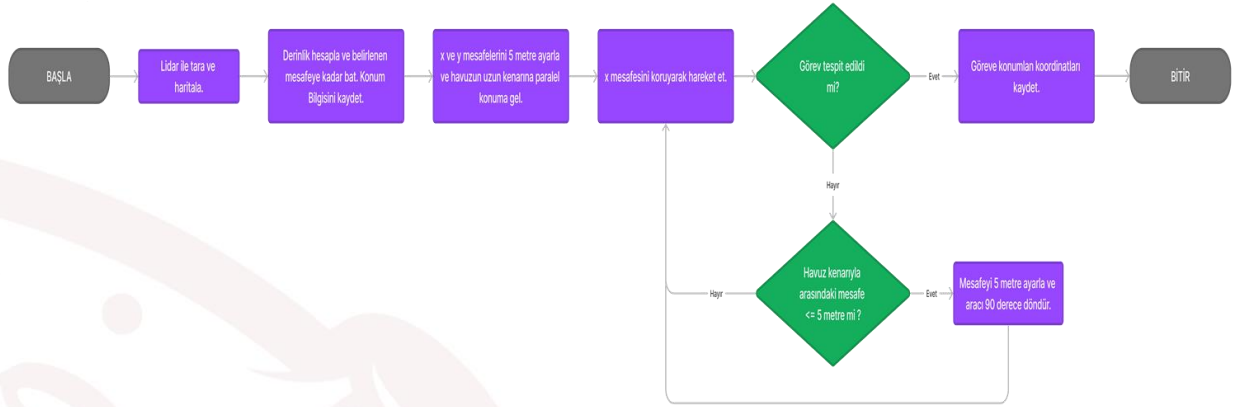 BAŞLA
Lidar ile tara ve
haritala.
Derinlik hesapla ve belirlenen
mesafeye kadar bat. Konum
Bilgisini kaydet.
x ve y mesafelerini 5 metre ayarla
ve havuzun uzun kenarına paralel
konuma gel.
x mesafesini koruyarak hareket et.
Görev tespit edildi
mi?
Evet
Göreve konumlan koordinatları
kaydet.
BİTİR
Hayır
Havuz kenarıyla
arasındaki mesafe
<= 5 metre mi ?
Hayır
Evet
Mesafeyi 5 metre ayarla ve
aracı 90 derece döndür.